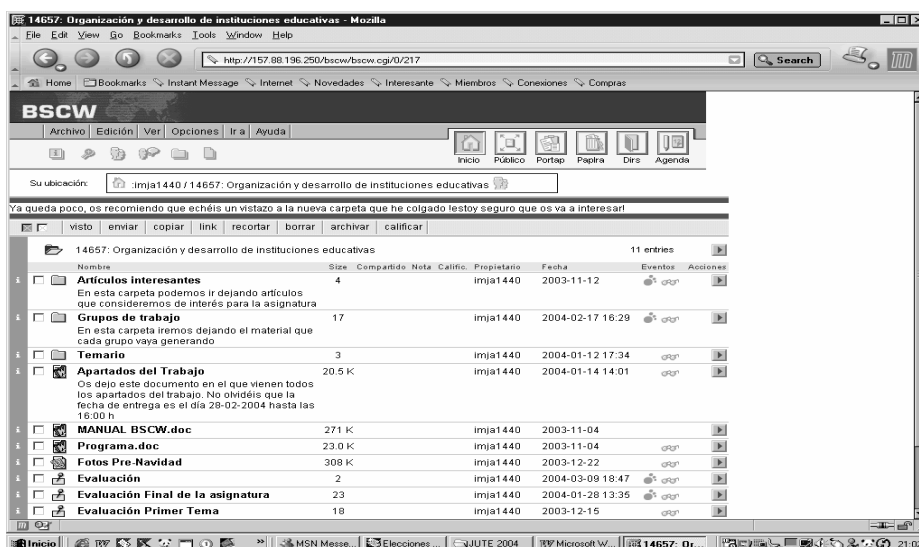 14657: Organización y desarrollo de instituciones educativas - Mozilla
File Edit View Go Bookmarks Tools Window Help
http://157.88.196.250/bscw/bscw.cgi/0/217 Search
Home Bookmarks Instant Message Internet Novedades Interesante Miembros Conexiones Compras
BSCW
Archivo Edición Ver Opciones Ir a Ayuda
Inicio Público Portap Paplra Dirs Agenda
Su ubicación: :imja1440 / 14657: Organización y desarrollo de instituciones educativas
Ya queda poco, os recomiendo que echéis un vistazo a la nueva carpeta que he colgado !estoy seguro que os va a interesar!
visto enviar copiar link recortar borrar archivar calificar
14657: Organización y desarrollo de instituciones educativas 11 entries
Nombre Size Compartido Nota Calific. Propietario Fecha Eventos Acciones
Artículos interesantes 4 imja1440 2003-11-12
En esta carpeta podemos ir dejando artículos
que consideremos de interés para la asignatura
Grupos de trabajo 17 imja1440 2004-02-17 16:29
En esta carpeta iremos dejando el material que
cada grupo vaya generando
Temario 3 imja1440 2004-01-12 17:34
Apartados del Trabajo 20.5 K imja1440 2004-01-14 14:01
Os dejo este documento en el que vienen todos
los apartados del trabajo. No olvidéis que la
fecha de entrega es el día 28-02-2004 hasta las
16:00 h
MANUAL BSCW.doc 271 K imja1440 2003-11-04
Programa.doc 23.0 K imja1440 2003-11-04
Fotos Pre-Navidad 308 K imja1440 2003-12-22
Evaluación 2 imja1440 2004-03-09 18:47
Evaluación Final de la asignatura 23 imja1440 2004-01-28 13:35
Evaluación Primer Tema 18 imja1440 2003-12-15
Inicio MSN Messe... Elecciones ... JUTE 2004 Microsoft W... 14657: Or...